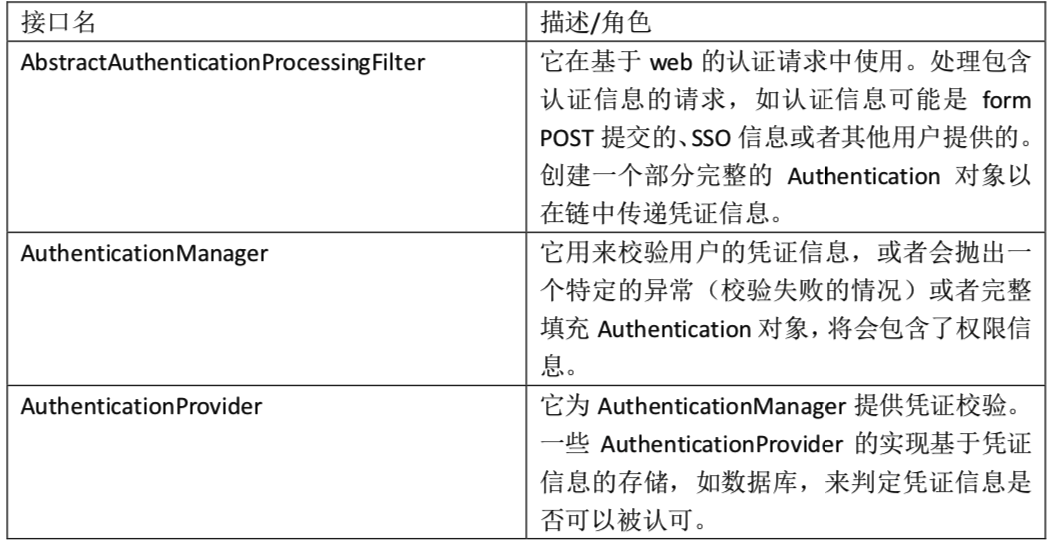 接口名
描述/角色
AbstractAuthenticationProcessingFilter
它在基于 web 的认证请求中使用。处理包含
认证信息的请求，如认证信息可能是 form
POST 提交的、SSO 信息或者其他用户提供的。
创建一个部分完整的 Authentication 对象以
在链中传递凭证信息。
AuthenticationManager
它用来校验用户的凭证信息，或者会抛出一
个特定的异常（校验失败的情况）或者完整
填充 Authentication 对象，将会包含了权限信
息。
AuthenticationProvider
它为 AuthenticationManager 提供凭证校验。
一些 AuthenticationProvider 的实现基于凭证
信息的存储，如数据库，来判定凭证信息是
否可以被认可。